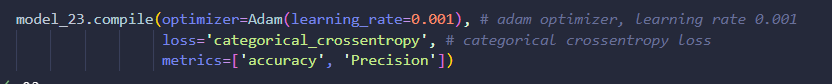 model_23.compile(optimizer=Adam(learning_rate=0.001), # adam optimizer, learning rate 0.001
loss='categorical_crossentropy', # categorical crossentropy loss
metrics=['accuracy', 'Precision'])